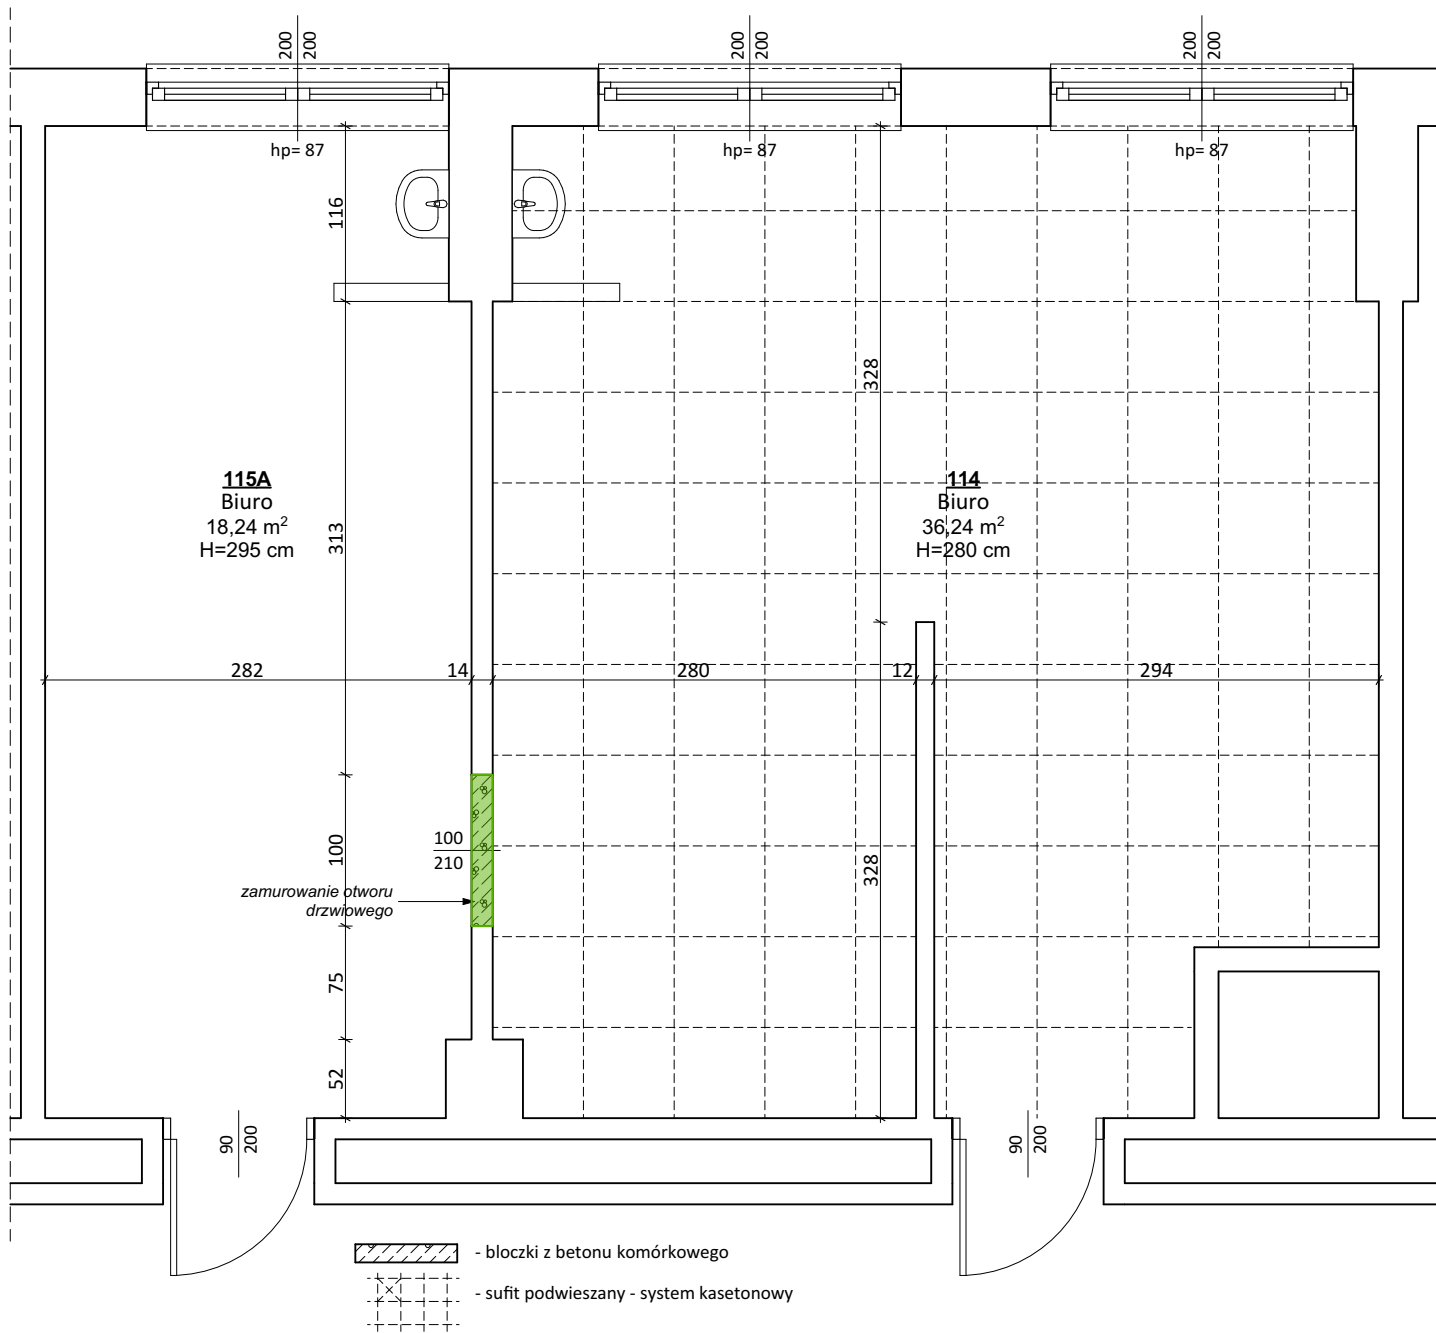 200
200
200
200
200
200
hp= 87
hp= 87
hp= 87
116
328
115A
Biuro
18,24 m²
H=295 cm
313
114
Biuro
36,24 m²
H=280 cm
282
14
280
12
294
100
100
210
328
zamurowanie otworu
drzwiowego
75
52
90
200
90
200
- bloczki z betonu komórkowego
- sufit podwieszany - system kasetonowy